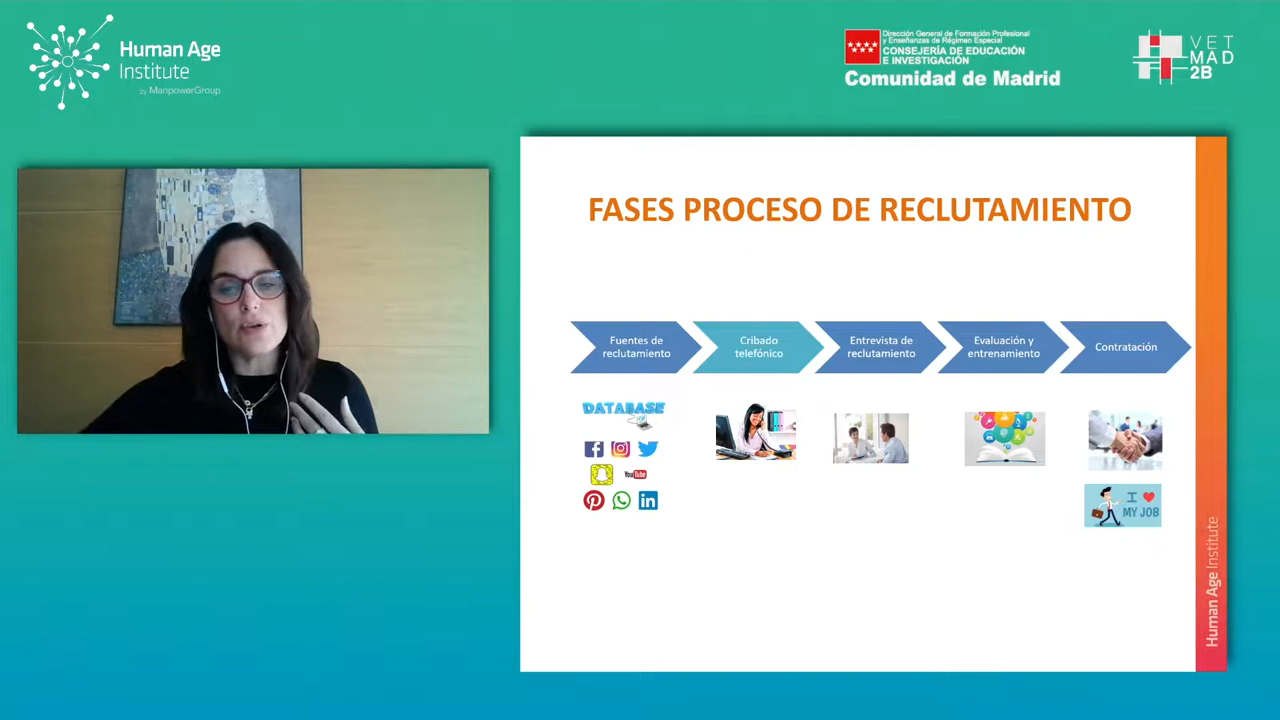 Human Age
Institute
by ManpowerGroup
Dirección General de Formación Profesional
y Enseñanzas de Régimen Especial
CONSEJERÍA DE EDUCACIÓN
E INVESTIGACIÓN
Comunidad de Madrid
VET
MAD
2B
FASES PROCESO DE RECLUTAMIENTO
Fuentes de
reclutamiento
Cribado
telefónico
Entrevista de
reclutamiento
Evaluación y
entrenamiento
Contratación
DATABASE
YouTube
in
I
MY JOB
Human Age Institute